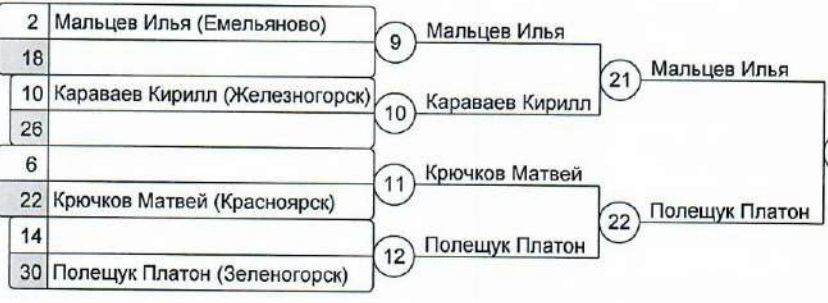 2 Мальцев Илья (Емельяново)
18
9 Мальцев Илья
10 Караваев Кирилл (Железногорск)
26
10 Караваев Кирилл
21 Мальцев Илья
6
22 Крючков Матвей (Красноярск)
11 Крючков Матвей
14
30 Полещук Платон (Зеленогорск)
12 Полещук Платон
22 Полещук Платон